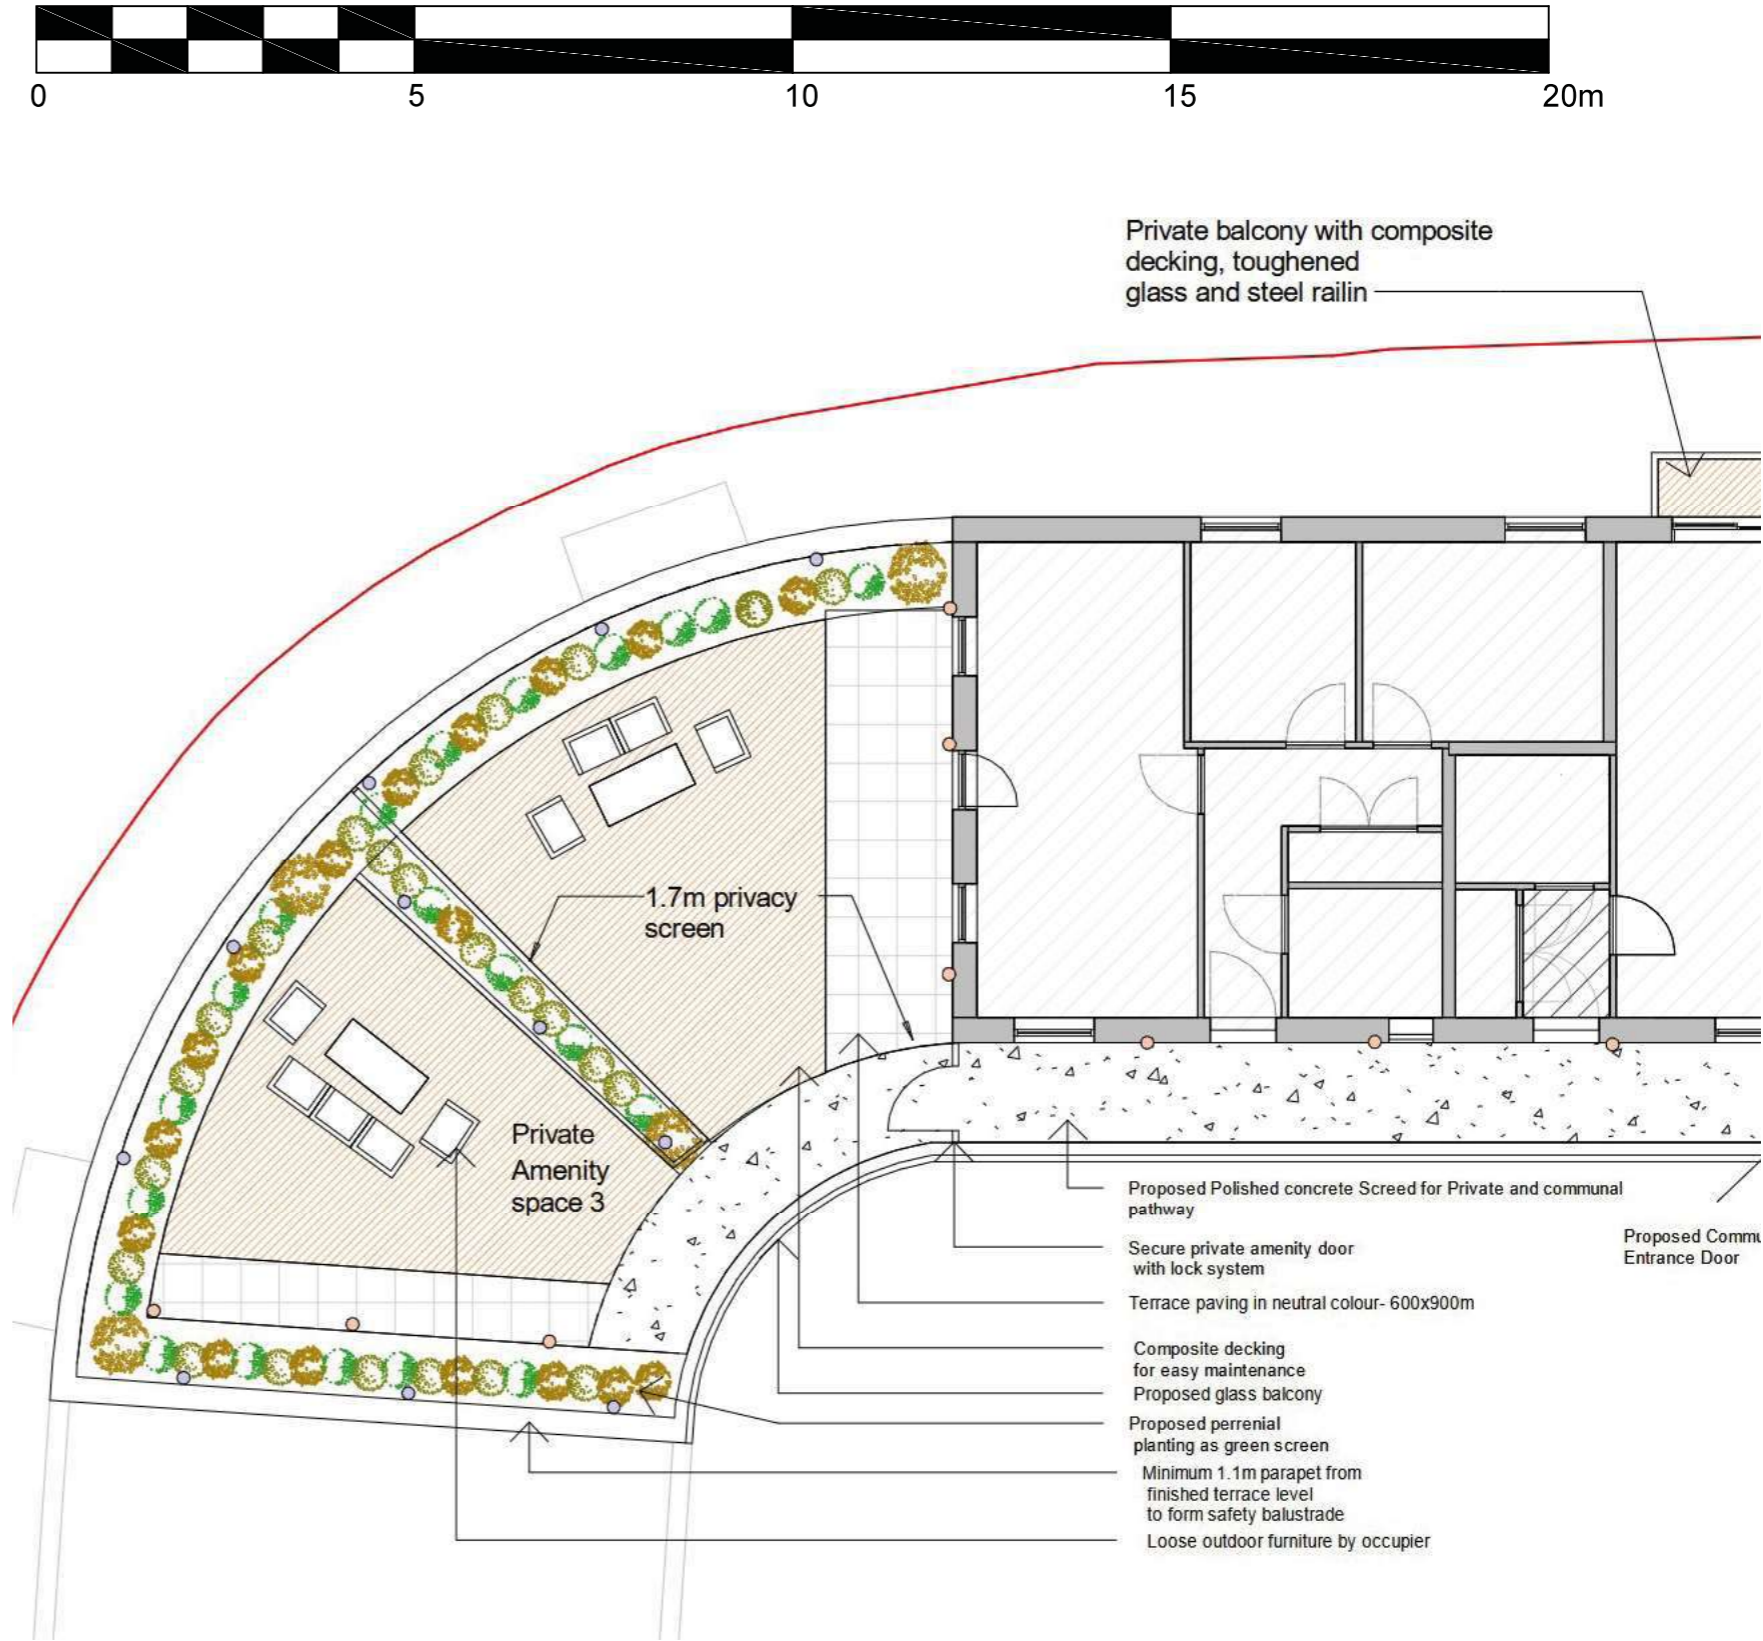 0 5 10 15 20m
Private balcony with composite
decking, toughened
glass and steel railin
1.7m privacy
screen
Private
Amenity
space 3
Proposed Polished concrete Screed for Private and communal
pathway
Proposed Commu
Entrance Door
Secure private amenity door
with lock system
Terrace paving in neutral colour- 600x900m
Composite decking
for easy maintenance
Proposed glass balcony
Proposed perrenial
planting as green screen
Minimum 1.1m parapet from
finished terrace level
to form safety balustrade
Loose outdoor furniture by occupier